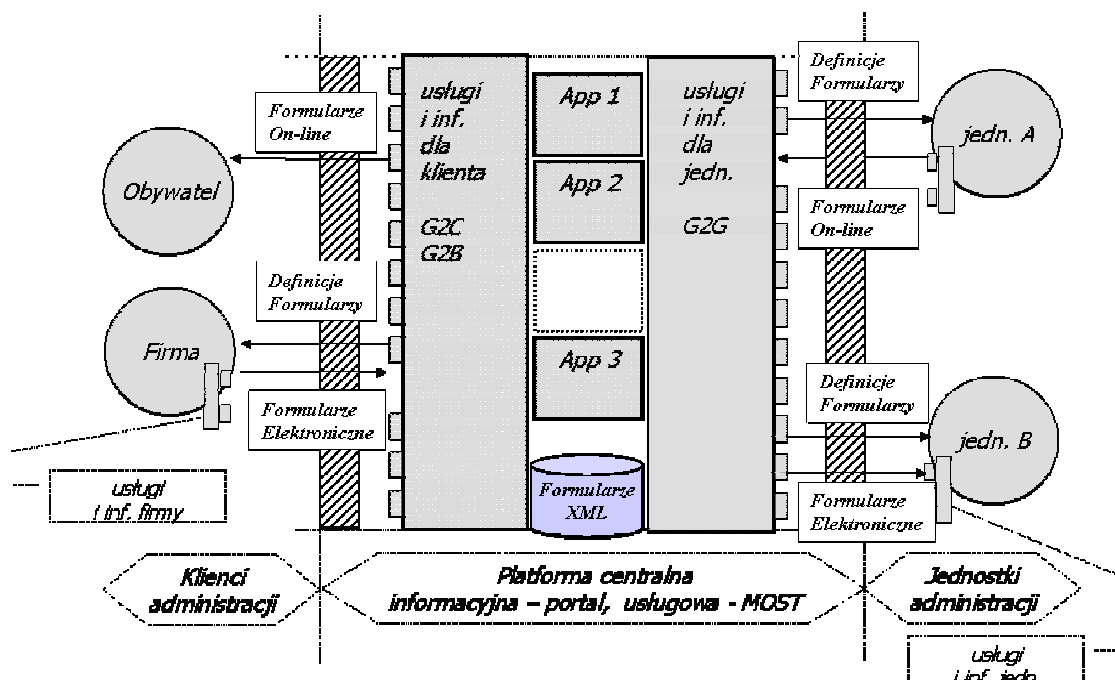 Formularze
On-line
Obywatel
Definicje
Formularzy
Firma
Formularze
Elektroniczne
usługi
i inf. firmy
usługi
i inf.
dla
klienta
G2C
G2B
App 1
App 2
App 3
Formularze
XML
usługi
i inf.
dla
jedn.
G2G
Definicje
Formularzy
jedn. A
Formularze
On-line
Definicje
Formularzy
jedn. B
Formularze
Elektroniczne
Klienci
administracji
Platforma centralna
informacyjna – portal, usługowa - MOST
Jednostki
administracji
usługi
i inf. jedn.